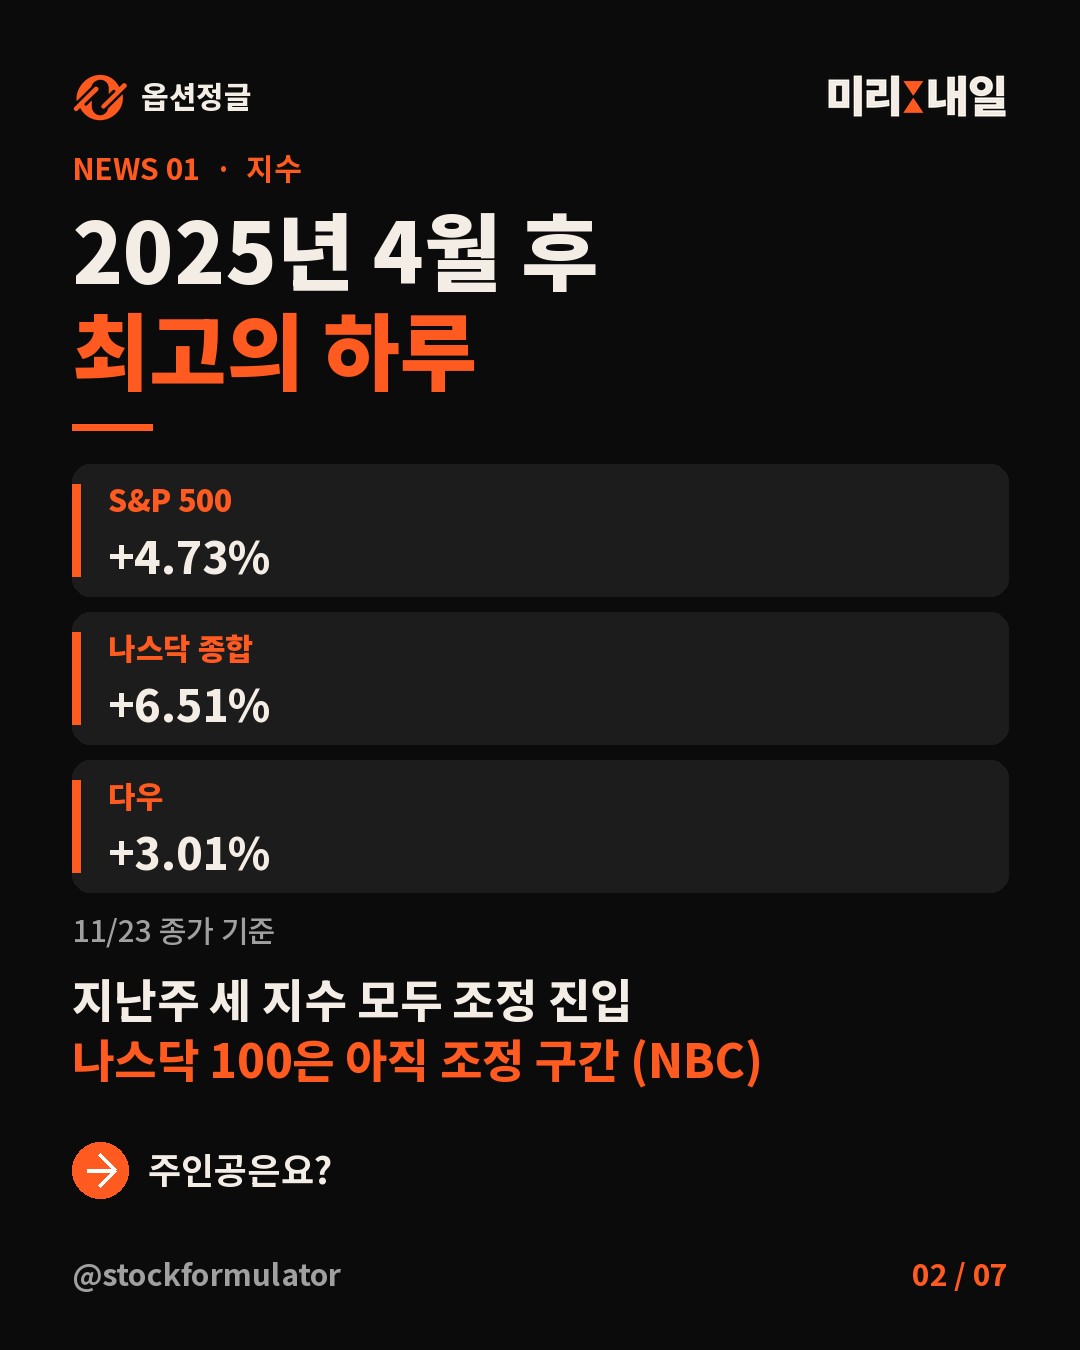 옵션정글
미리 내일
NEWS 01 · 지수
2025년 4월 후
최고의 하루
S&P 500
+4.73%
나스닥 종합
+6.51%
다우
+3.01%
11/23 종가 기준
지난주 세 지수 모두 조정 진입
나스닥 100은 아직 조정 구간 (NBC)
주인공은요?
@stockformulator
02 / 07